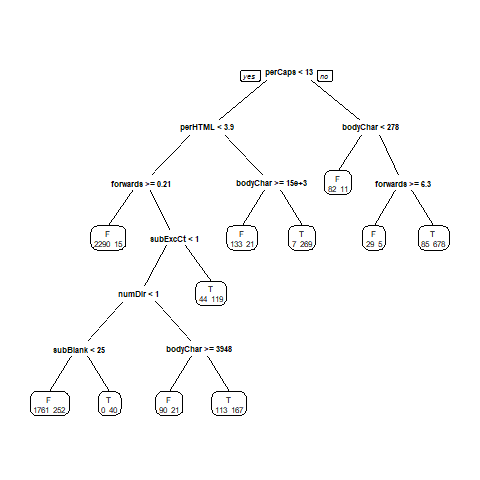 perCaps < 13
yes
no
perHTML < 3.9
bodyChar < 278
forwards >= 0.21
bodyChar >= 15e+3
F
82 11
forwards >= 6.3
F
2290 15
subExcCt < 1
F
133 21
T
7 269
F
29 5
T
85 678
numDir < 1
T
44 119
subBlank < 25
bodyChar >= 3948
F
1761 252
T
0 40
F
90 21
T
113 167